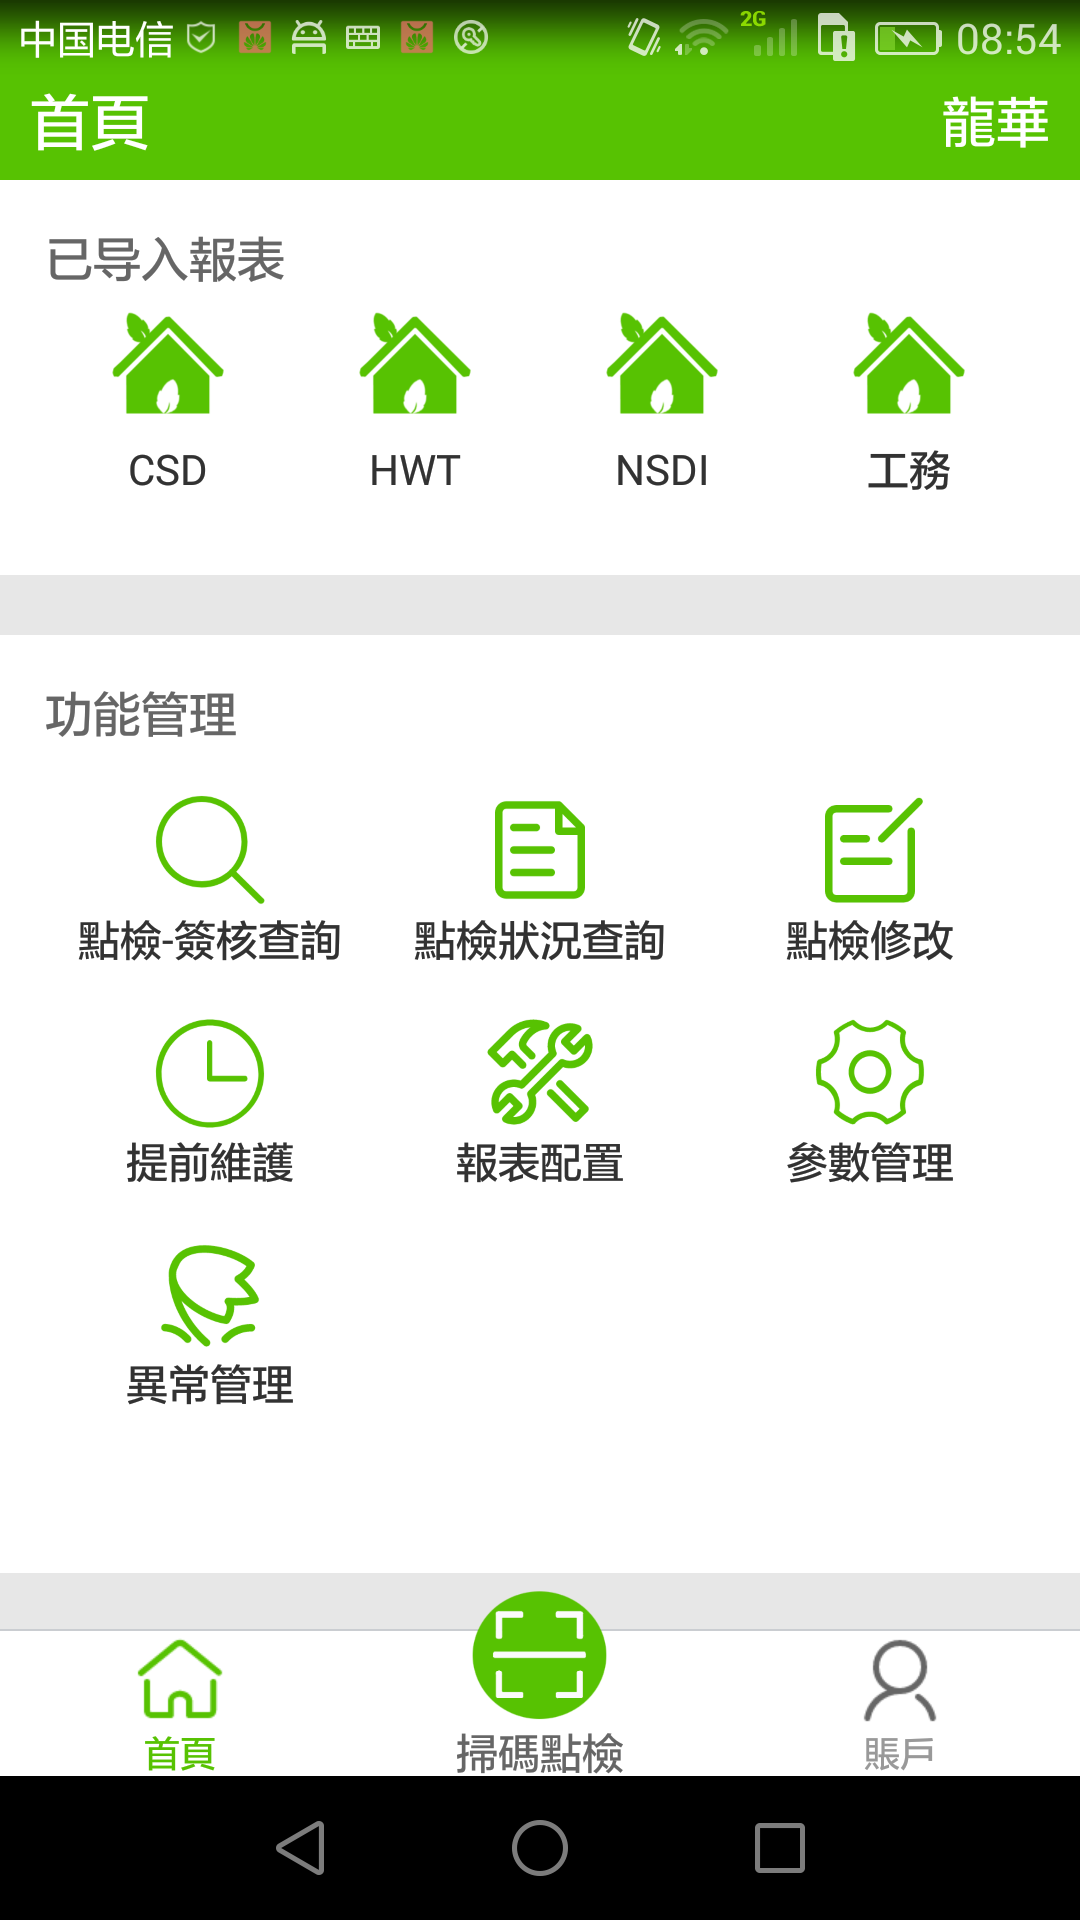 中国电信 2G 08:54
首頁 龍華
已导入報表
CSD HWT NSDI 工務
功能管理
點檢-簽核查詢 點檢狀況查詢 點檢修改
提前維護 報表配置 參數管理
異常管理
首頁 掃碼點檢 賬戶